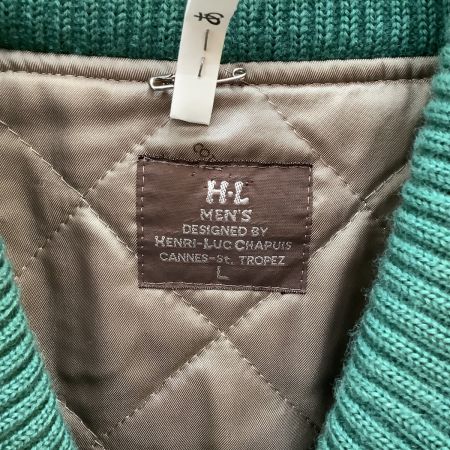 H·L
MEN'S
DESIGNED BY
HENRI-LUC CHAPUIS
CANNES-St. TROPEZ
L